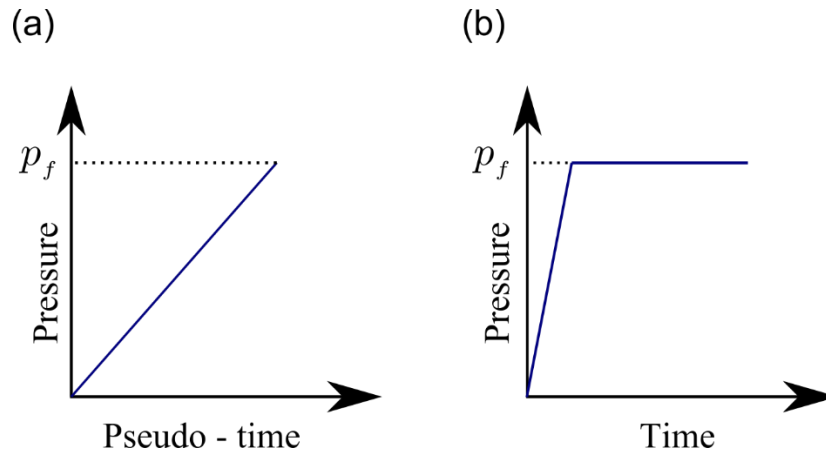 (a)
p_f
Pressure
Pseudo - time
(b)
p_f
Pressure
Time